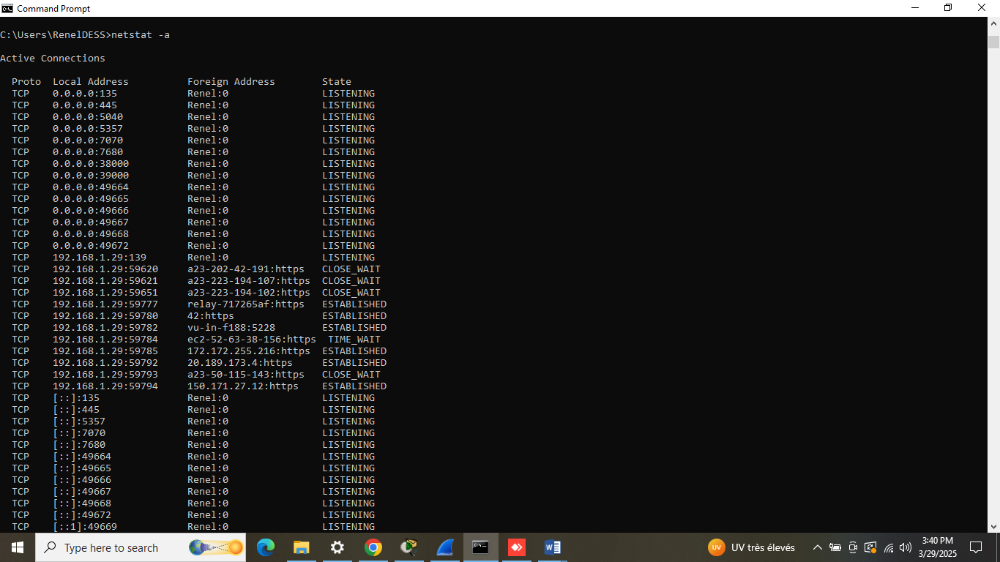 Command Prompt
C:\Users\RenelDESS>netstat -a
Active Connections
Proto  Local Address          Foreign Address        State
TCP    0.0.0.0:135            Renel:0                LISTENING
TCP    0.0.0.0:445            Renel:0                LISTENING
TCP    0.0.0.0:5040           Renel:0                LISTENING
TCP    0.0.0.0:5357           Renel:0                LISTENING
TCP    0.0.0.0:7070           Renel:0                LISTENING
TCP    0.0.0.0:7680           Renel:0                LISTENING
TCP    0.0.0.0:38000          Renel:0                LISTENING
TCP    0.0.0.0:39000          Renel:0                LISTENING
TCP    0.0.0.0:49664          Renel:0                LISTENING
TCP    0.0.0.0:49665          Renel:0                LISTENING
TCP    0.0.0.0:49666          Renel:0                LISTENING
TCP    0.0.0.0:49667          Renel:0                LISTENING
TCP    0.0.0.0:49668          Renel:0                LISTENING
TCP    0.0.0.0:49672          Renel:0                LISTENING
TCP    192.168.1.29:139       Renel:0                LISTENING
TCP    192.168.1.29:59620     a23-202-42-191:https   CLOSE_WAIT
TCP    192.168.1.29:59621     a23-223-194-107:https  CLOSE_WAIT
TCP    192.168.1.29:59651     a23-223-194-102:https  CLOSE_WAIT
TCP    192.168.1.29:59777     relay-717265af:https   ESTABLISHED
TCP    192.168.1.29:59780     42:https               ESTABLISHED
TCP    192.168.1.29:59782     vu-in-f188:5228        ESTABLISHED
TCP    192.168.1.29:59784     ec2-52-63-38-156:https  TIME_WAIT
TCP    192.168.1.29:59785     172.172.255.216:https  ESTABLISHED
TCP    192.168.1.29:59792     20.189.173.4:https     ESTABLISHED
TCP    192.168.1.29:59793     a23-50-115-143:https   CLOSE_WAIT
TCP    192.168.1.29:59794     150.171.27.12:https    ESTABLISHED
TCP    [::]:135               Renel:0                LISTENING
TCP    [::]:445               Renel:0                LISTENING
TCP    [::]:5357              Renel:0                LISTENING
TCP    [::]:7070              Renel:0                LISTENING
TCP    [::]:7680              Renel:0                LISTENING
TCP    [::]:49664             Renel:0                LISTENING
TCP    [::]:49665             Renel:0                LISTENING
TCP    [::]:49666             Renel:0                LISTENING
TCP    [::]:49667             Renel:0                LISTENING
TCP    [::]:49668             Renel:0                LISTENING
TCP    [::]:49672             Renel:0                LISTENING
TCP    [::1]:49669            Renel:0                LISTENING
Type here to search
UV
UV très élevés
3:40 PM
3/29/2025